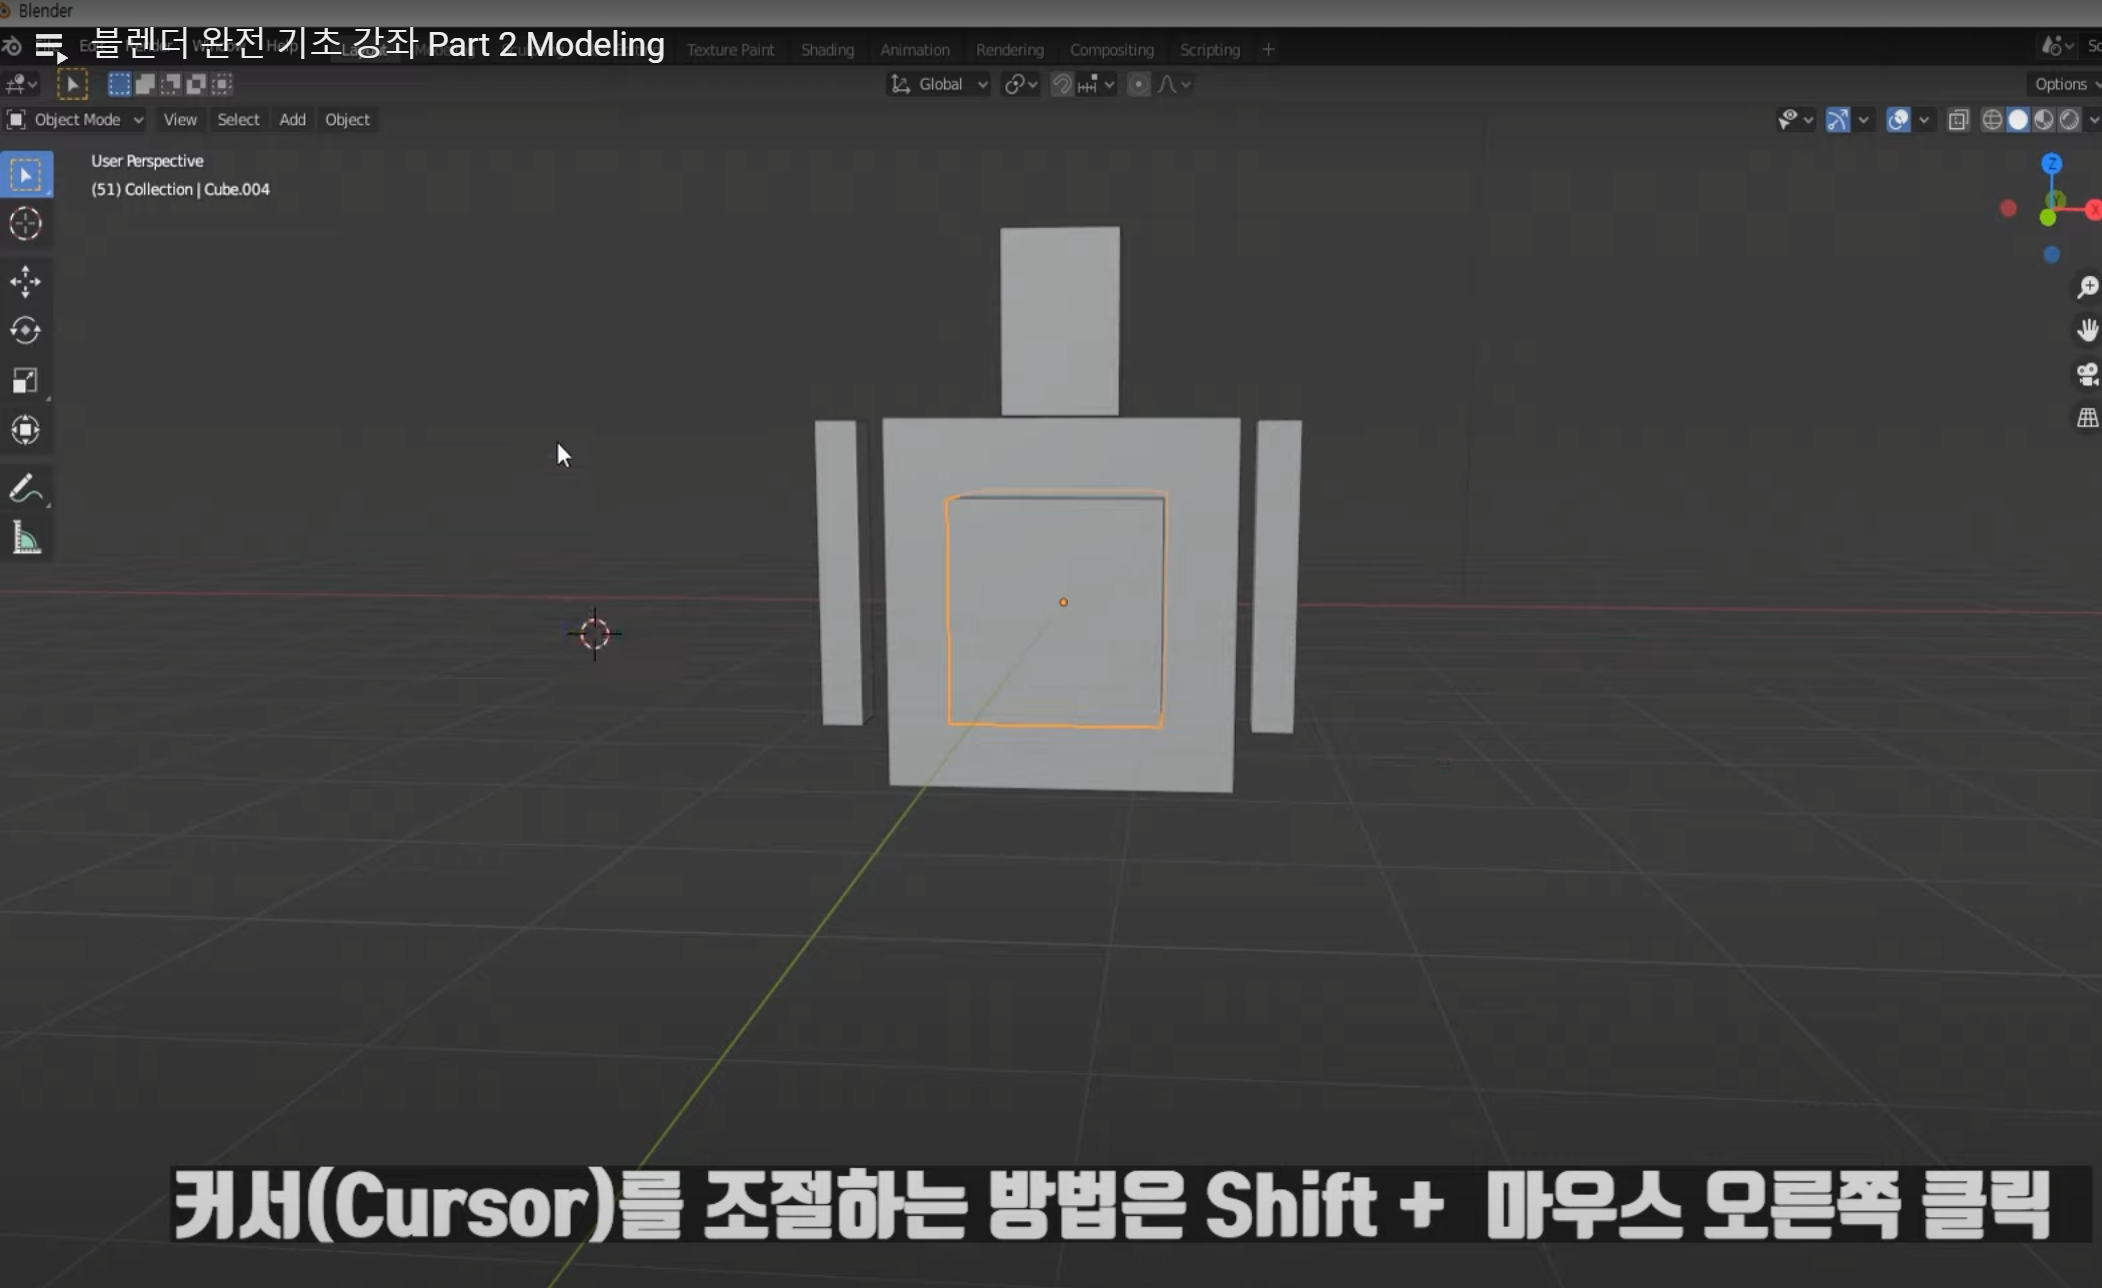 Blender
블렌더 완전 기초 강좌 Part 2 Modeling
Texture Paint Shading Animation Rendering Compositing Scripting +
Global
Options
Object Mode View Select Add Object
User Perspective
(51) Collection | Cube.004
Z
Y
X
커서(Cursor)를 조절하는 방법은 Shift + 마우스 오른쪽 클릭